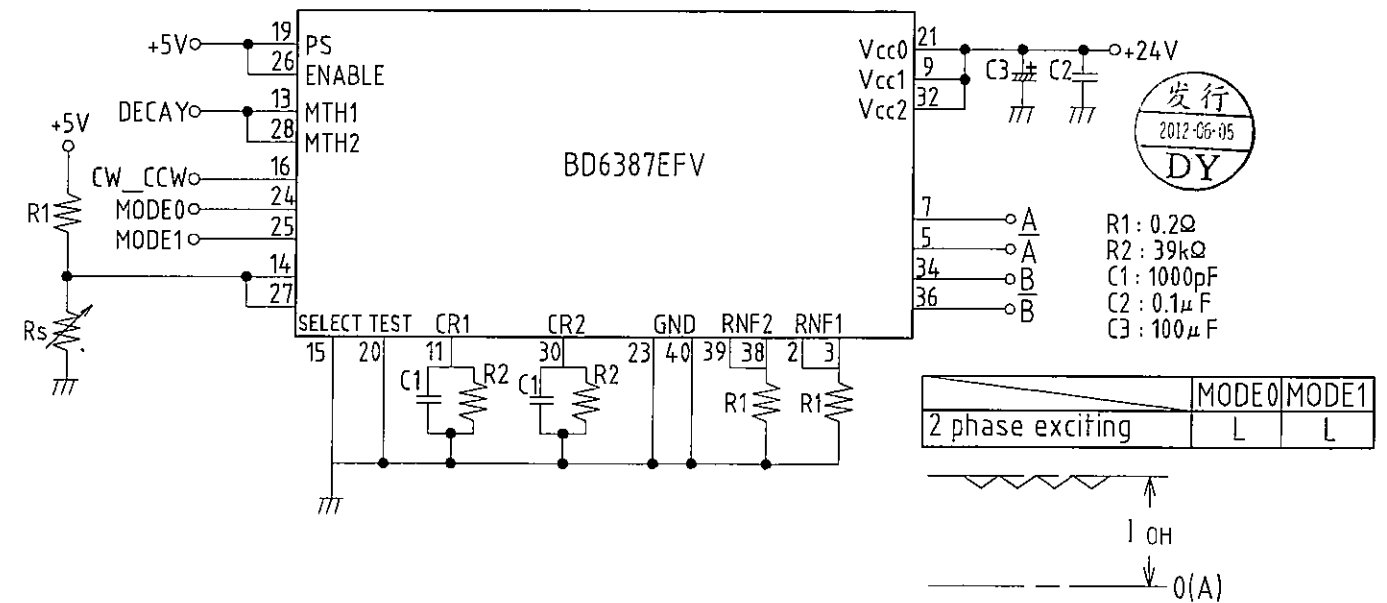 +5V
19
PS
26
ENABLE
DECAY
13
MTH1
28
MTH2
+5V
CW_CCW
16
MODE0
24
MODE1
25
R1
14
27
Rs
BD6387EFV
Vcc0
21
+24V
Vcc1
9
Vcc2
32
C3
+
C2
发行
2012-06-05
DY
7
A
5
A
34
B
36
B
R1 : 0.2Ω
R2 : 39kΩ
C1 : 1000pF
C2 : 0.1μF
C3 : 100μF
SELECT TEST CR1 CR2 GND RNF2 RNF1
15 20 11 30 23 40 39 38 2 3
C1 R2 C1 R2
R1 R1
MODE0 MODE1
2 phase exciting L L
I OH
0(A)